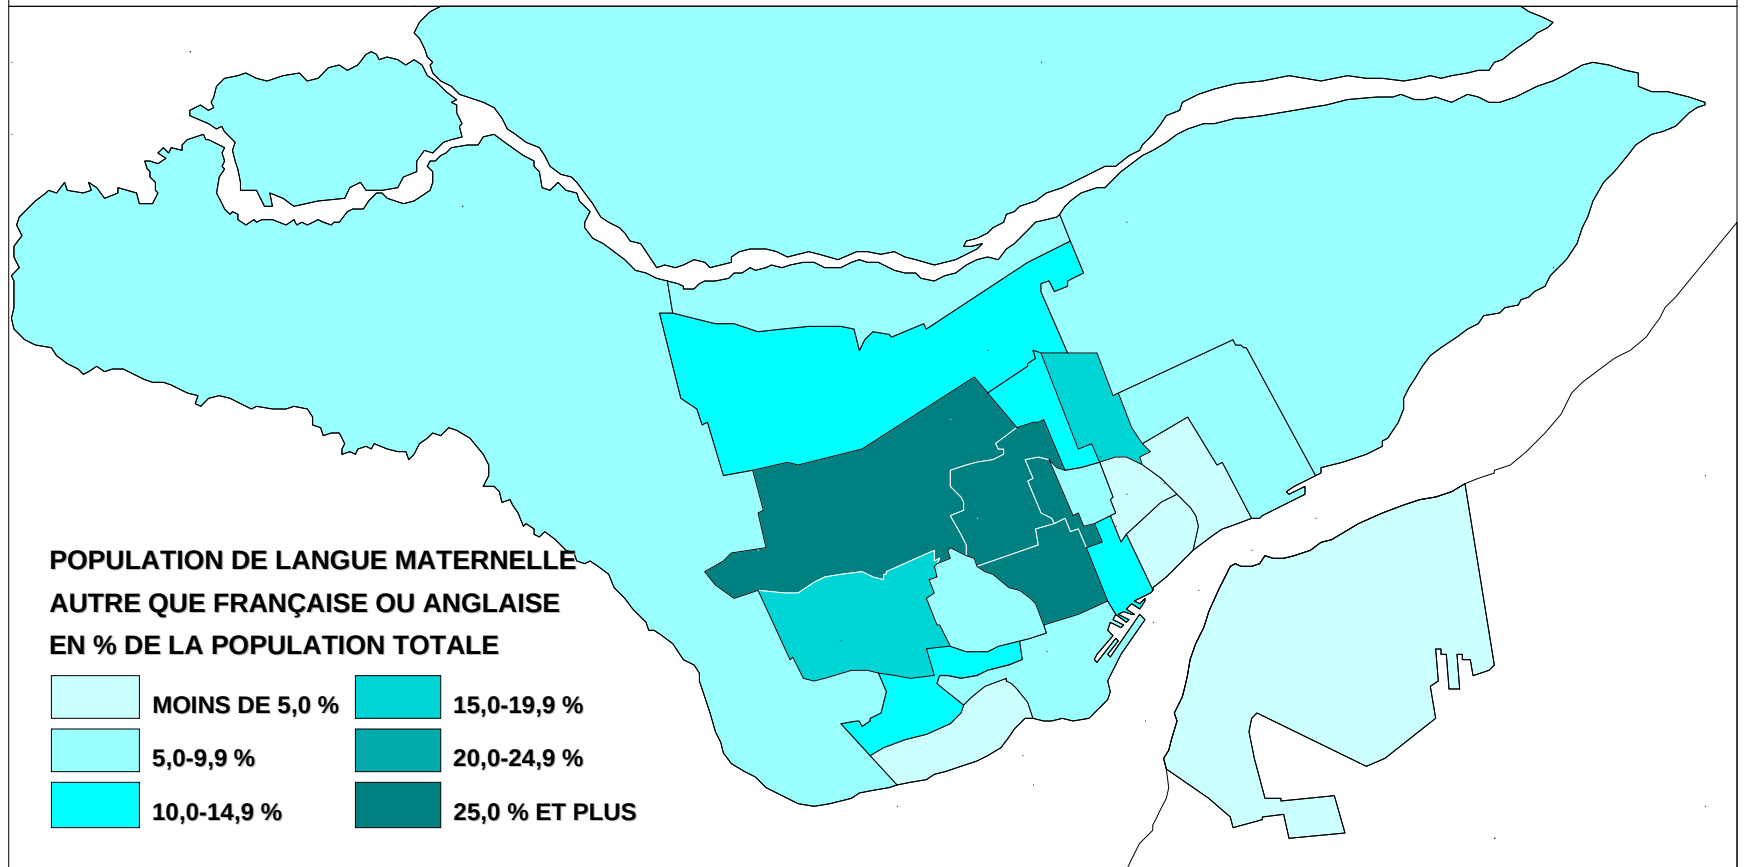 POPULATION DE LANGUE MATERNELLE
AUTRE QUE FRANÇAISE OU ANGLAISE
EN % DE LA POPULATION TOTALE
MOINS DE 5,0 %
5,0-9,9 %
10,0-14,9 %
15,0-19,9 %
20,0-24,9 %
25,0 % ET PLUS